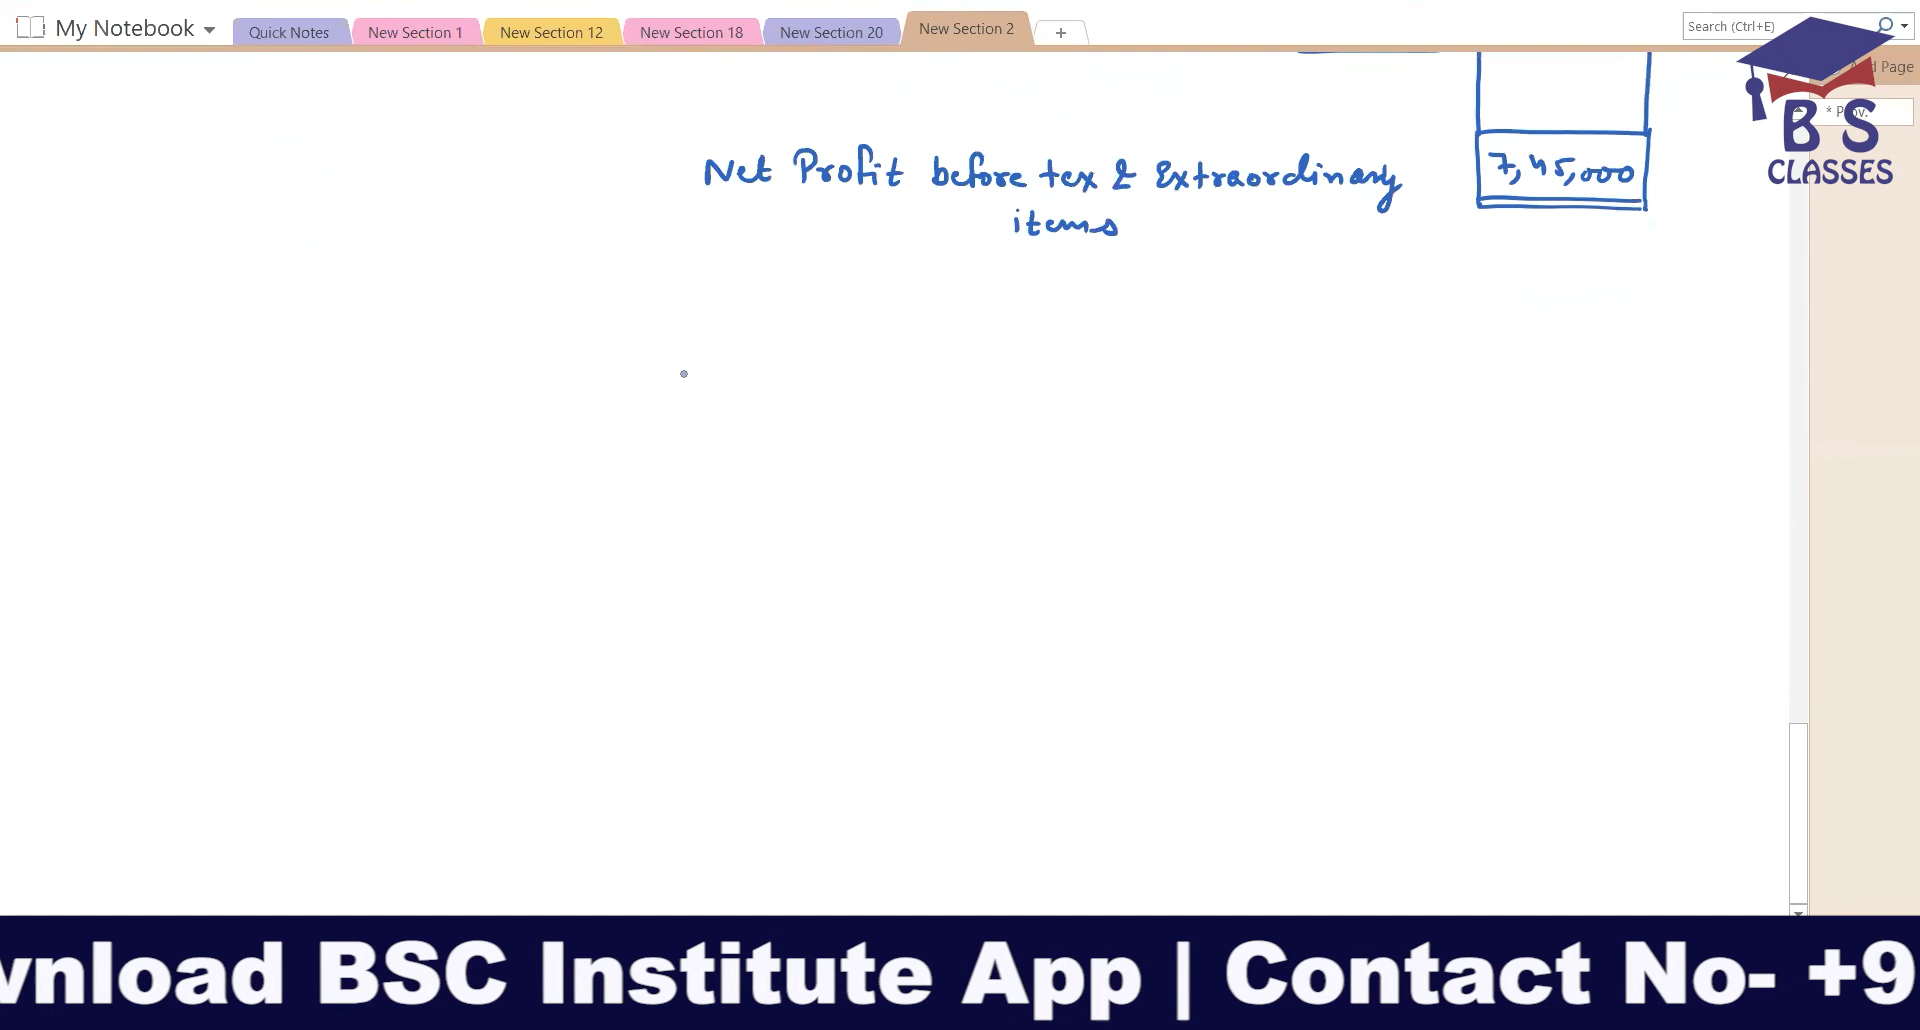 My Notebook
Quick Notes
New Section 1
New Section 12
New Section 18
New Section 20
New Section 2
+
Search (Ctrl+E)
d Page
* Prov.
B S
CLASSES
Net Profit before tex & Extraordinary
items
7,45,000
wnload BSC Institute App | Contact No- +9